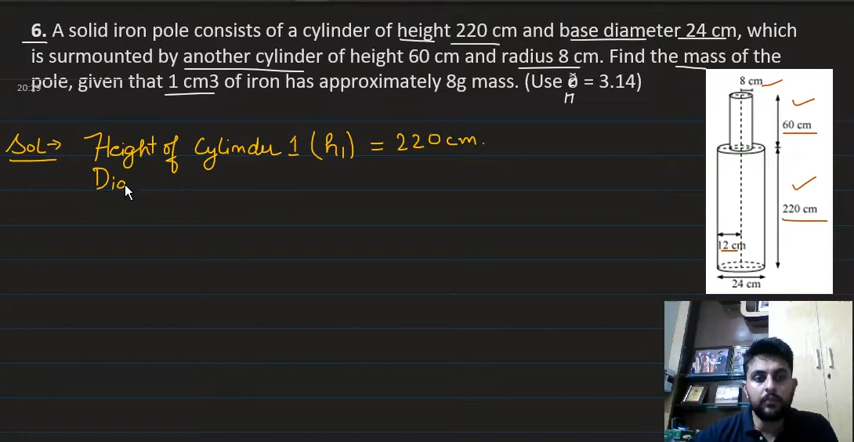 6. A solid iron pole consists of a cylinder of height 220 cm and base diameter 24 cm, which
is surmounted by another cylinder of height 60 cm and radius 8 cm. Find the mass of the
pole, given that 1 cm3 of iron has approximately 8g mass. (Use = 3.14)
π
Sol→ Height of Cylinder 1 (h₁) = 220 cm.
Dia
8 cm
60 cm
220 cm
12 cm
24 cm